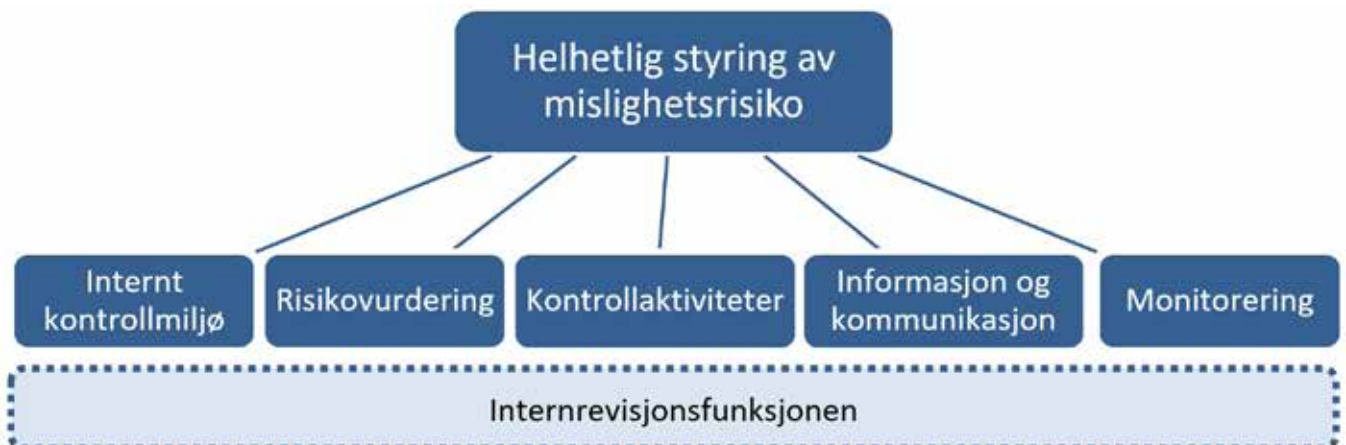 Helhetlig styring av
mislighetsrisiko
Internt
kontrollmiljø
Risikovurdering
Kontrollaktiviteter
Informasjon og
kommunikasjon
Monitorering
Internrevisjonsfunksjonen